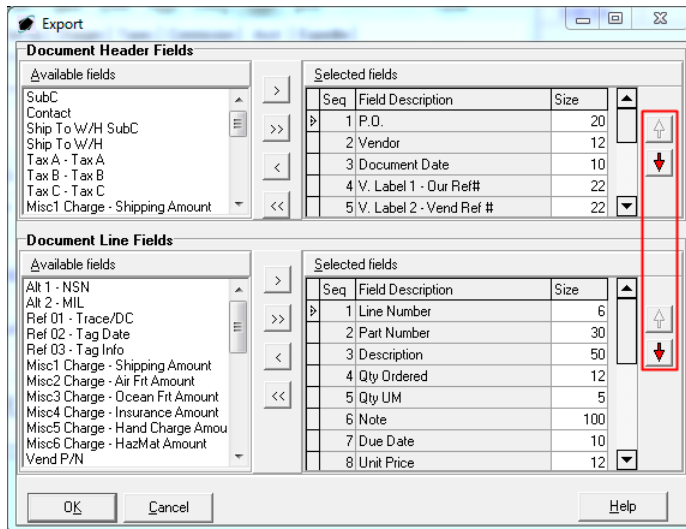 Export
Document Header Fields
Available fields
SubC
Contact
Ship To W/H SubC
Ship To W/H
Tax A - Tax A
Tax B - Tax B
Tax C - Tax C
Misc1 Charge - Shipping Amount
>
>>
<
<<
Selected fields
Seq Field Description Size
1 P.O. 20
2 Vendor 12
3 Document Date 10
4 V. Label 1 - Our Ref# 22
5 V. Label 2 - Vend Ref # 22
Document Line Fields
Available fields
Alt 1 - NSN
Alt 2 - MIL
Ref 01 - Trace/DC
Ref 02 - Tag Date
Ref 03 - Tag Info
Misc1 Charge - Shipping Amount
Misc2 Charge - Air Frt Amount
Misc3 Charge - Ocean Frt Amount
Misc4 Charge - Insurance Amount
Misc5 Charge - Hand Charge Amou
Misc6 Charge - HazMat Amount
Vend P/N
>
>>
<
<<
Selected fields
Seq Field Description Size
1 Line Number 6
2 Part Number 30
3 Description 50
4 Qty Ordered 12
5 Qty UM 5
6 Note 100
7 Due Date 10
8 Unit Price 12
OK Cancel Help